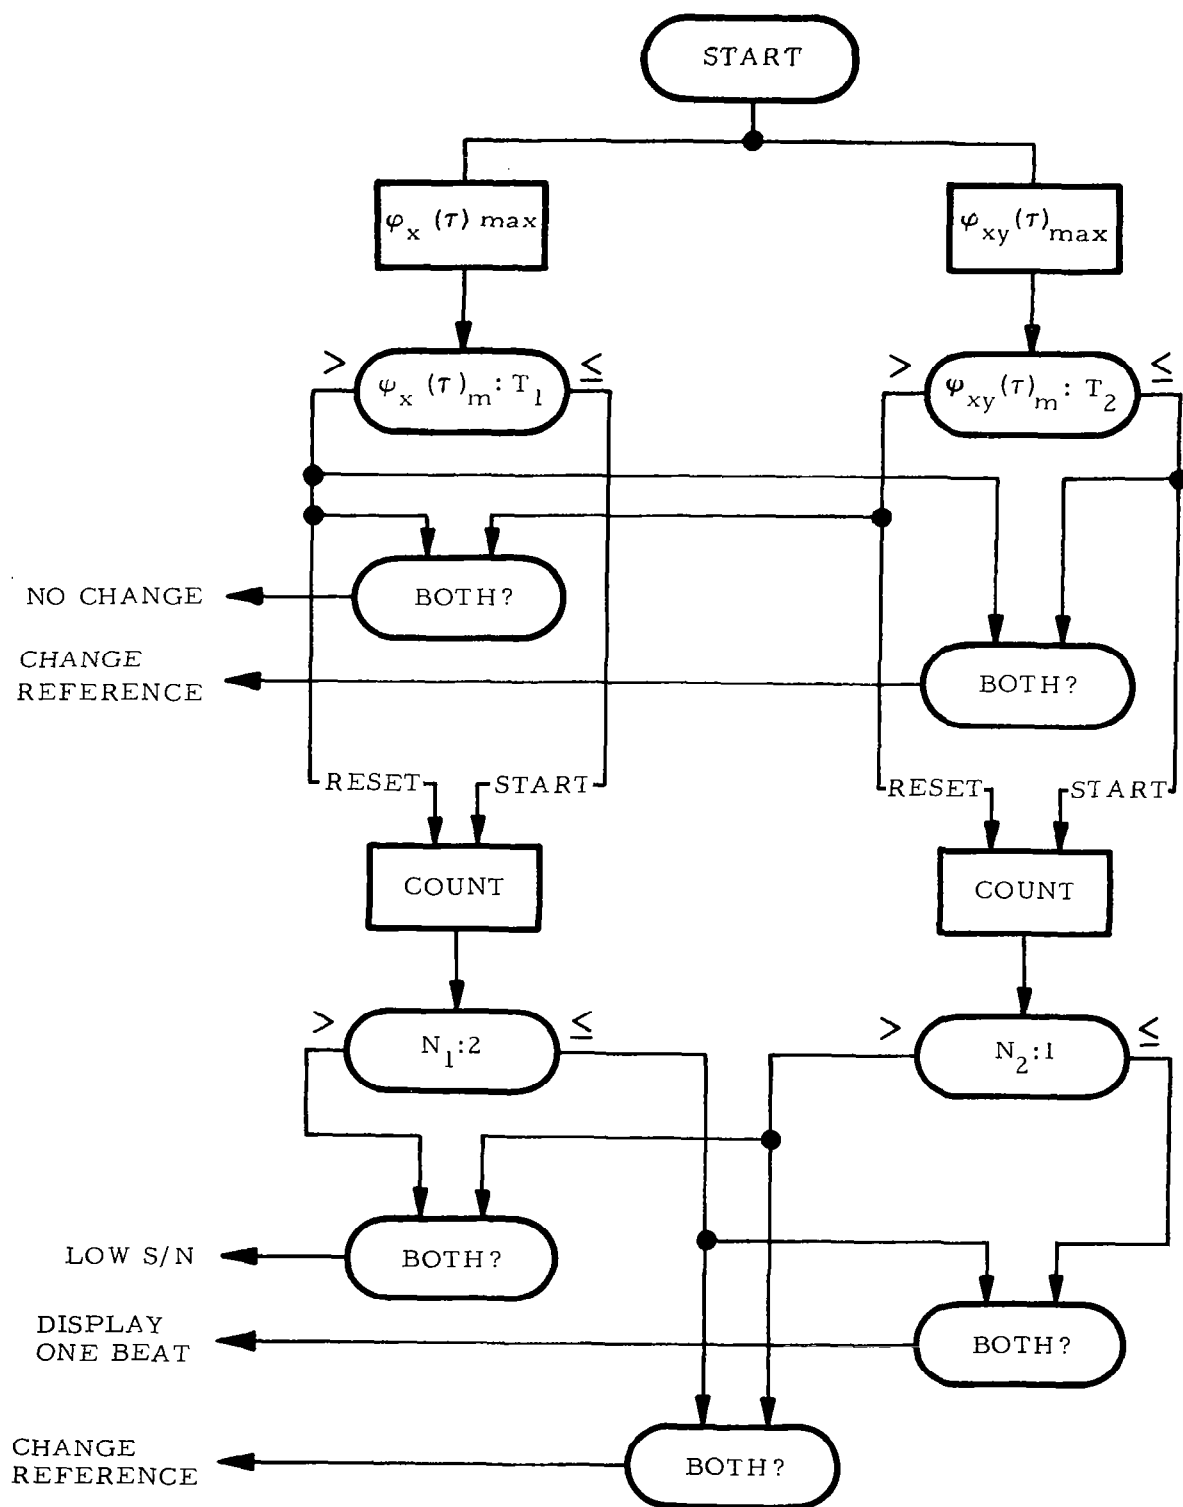 START
φx (τ) max
φxy(τ)max
> ≤
φx (τ)m: T1
> ≤
φxy(τ)m: T2
NO CHANGE
BOTH?
CHANGE
REFERENCE
BOTH?
RESET START
RESET START
COUNT
COUNT
> ≤
N1:2
> ≤
N2:1
LOW S/N
BOTH?
DISPLAY
ONE BEAT
BOTH?
CHANGE
REFERENCE
BOTH?